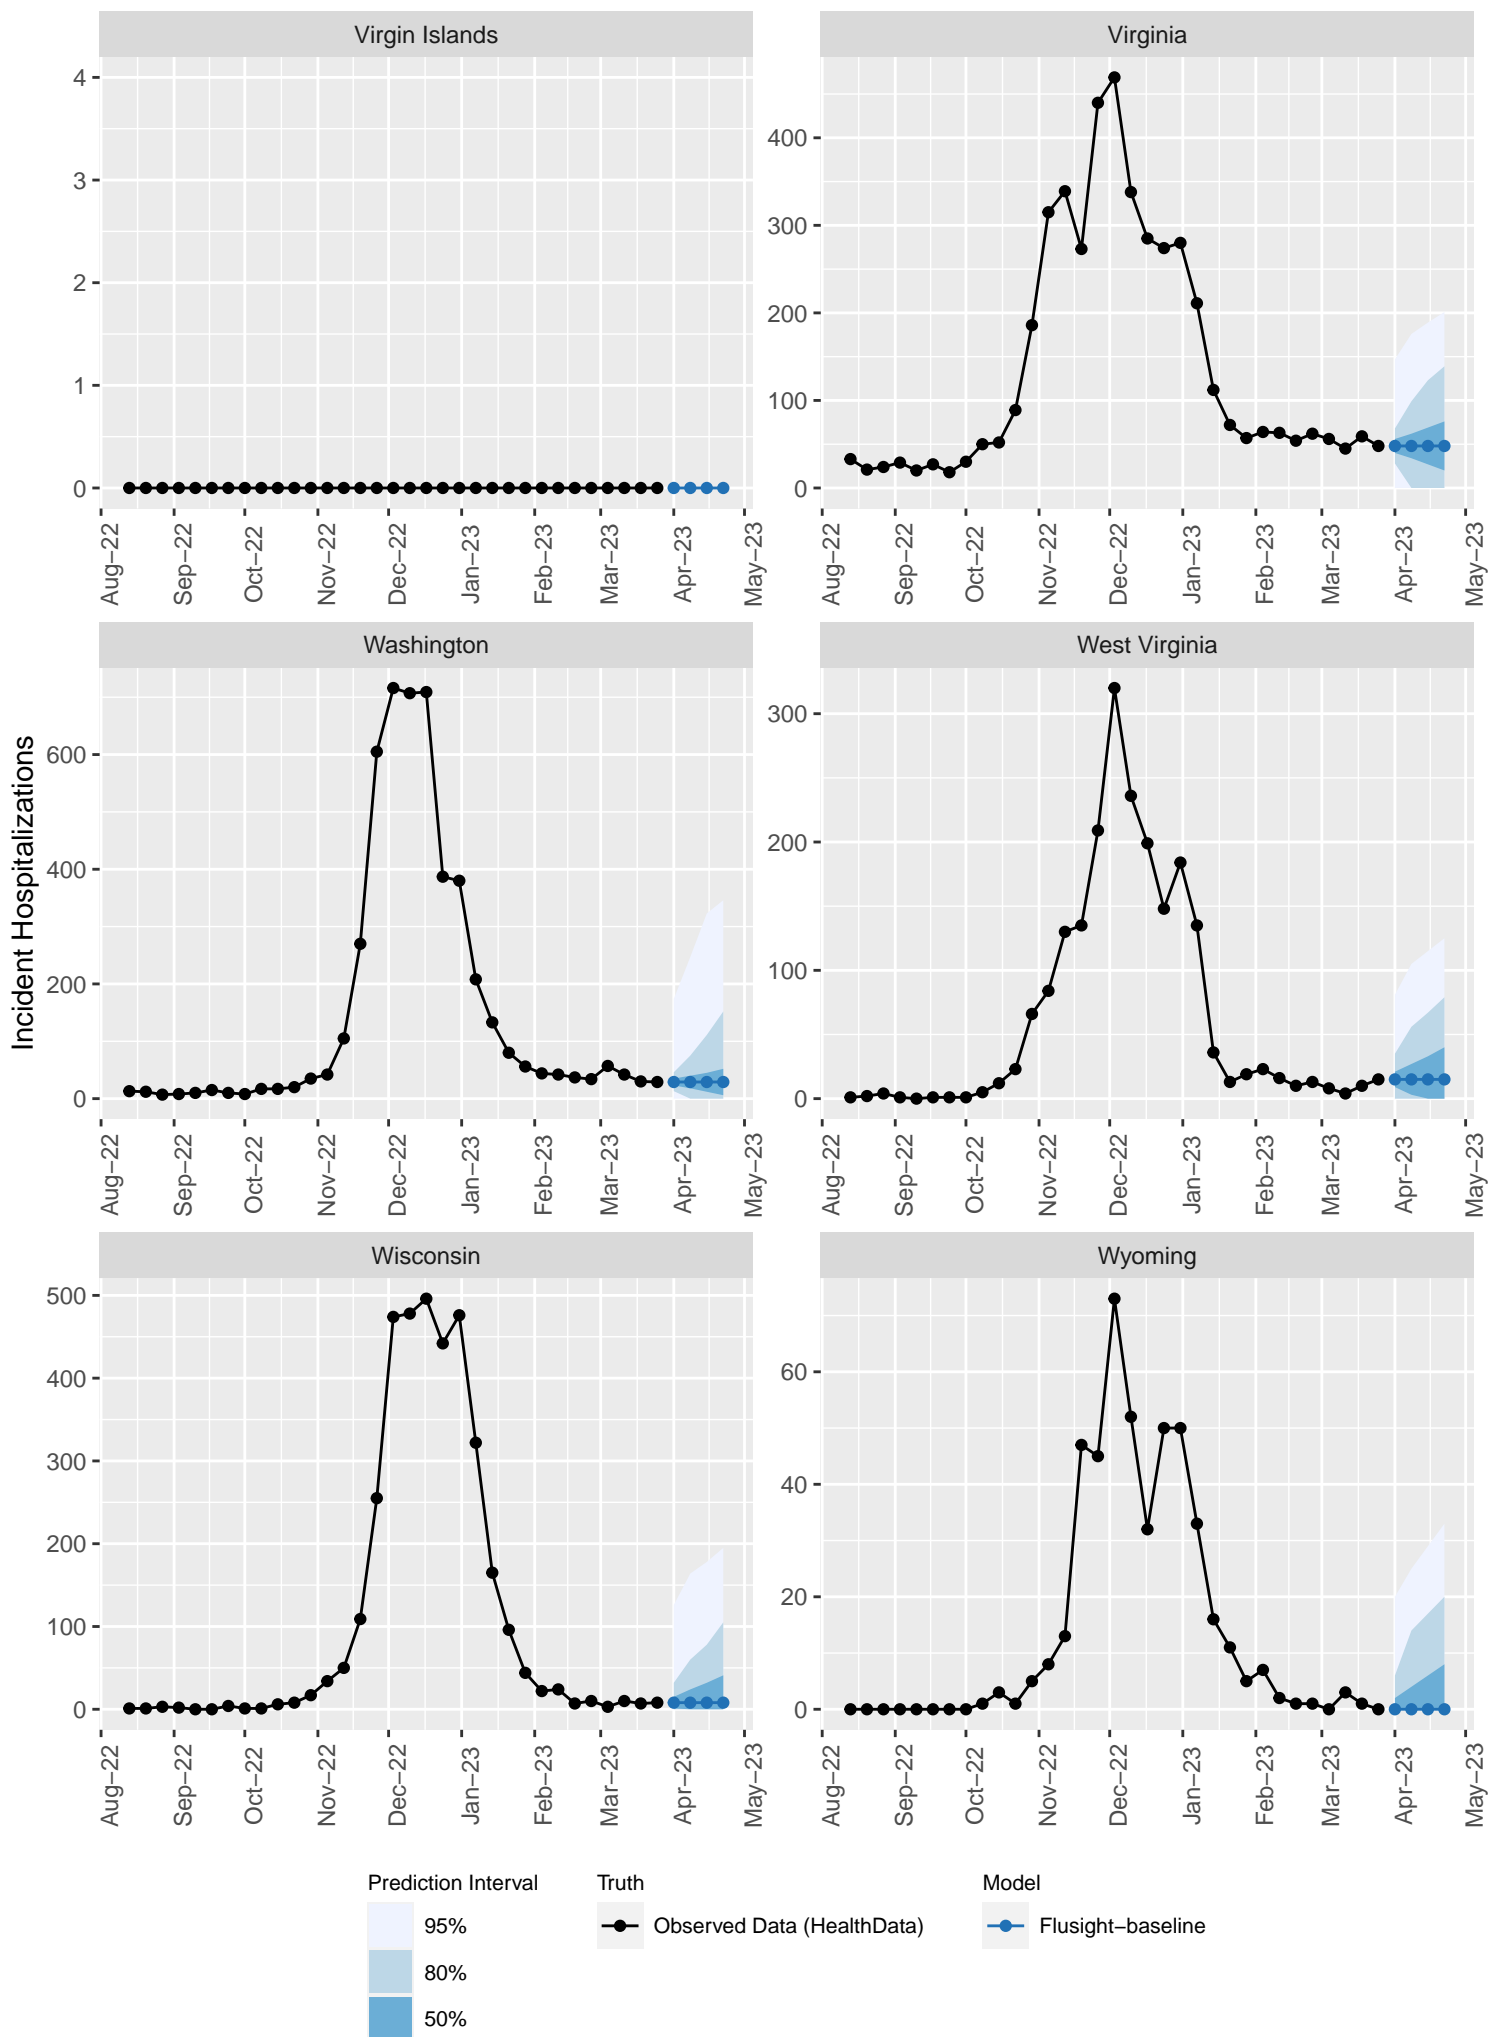 Virgin Islands
Virginia
4
3
2
1
0
400
300
200
100
0
Aug–22
Sep–22
Oct–22
Nov–22
Dec–22
Jan–23
Feb–23
Mar–23
Apr–23
May–23
Aug–22
Sep–22
Oct–22
Nov–22
Dec–22
Jan–23
Feb–23
Mar–23
Apr–23
May–23
Incident Hospitalizations
Washington
West Virginia
600
400
200
0
300
200
100
0
Aug–22
Sep–22
Oct–22
Nov–22
Dec–22
Jan–23
Feb–23
Mar–23
Apr–23
May–23
Aug–22
Sep–22
Oct–22
Nov–22
Dec–22
Jan–23
Feb–23
Mar–23
Apr–23
May–23
Wisconsin
Wyoming
500
400
300
200
100
0
60
40
20
0
Aug–22
Sep–22
Oct–22
Nov–22
Dec–22
Jan–23
Feb–23
Mar–23
Apr–23
May–23
Aug–22
Sep–22
Oct–22
Nov–22
Dec–22
Jan–23
Feb–23
Mar–23
Apr–23
May–23
Prediction Interval
95%
80%
50%
Truth
Observed Data (HealthData)
Model
Flusight–baseline